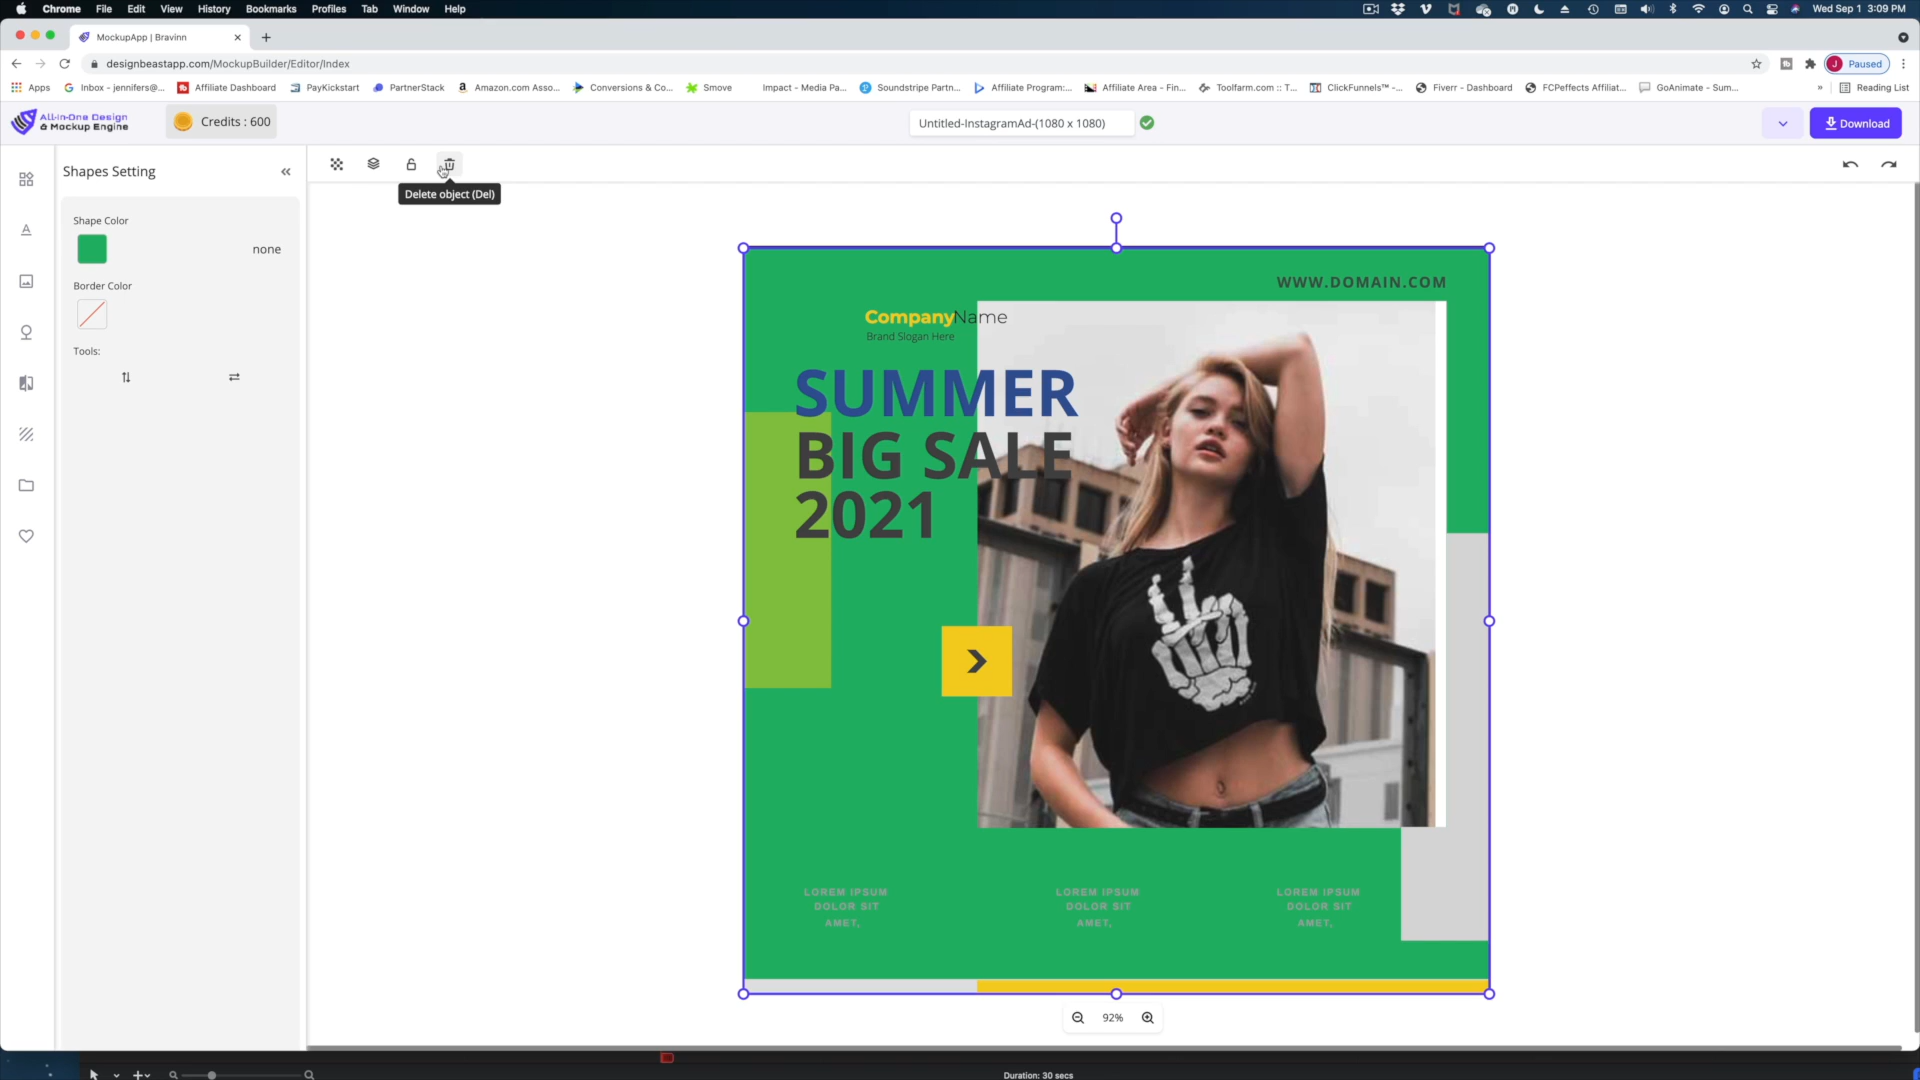 Chrome File Edit View History Bookmarks Profiles Tab Window Help
Wed Sep 1 3:09 PM
MockupApp | Bravinn
designbeastapp.com/MockupBuilder/Editor/Index
J Paused
Apps Inbox - jennifers@... Affiliate Dashboard PayKickstart PartnerStack Amazon.com Asso... Conversions & Co... Smove Impact - Media Pa... Soundstripe Partn... Affiliate Program:... Affiliate Area - Fin... Toolfarm.com :: T... ClickFunnels™ -... Fiverr - Dashboard FCPeffects Affiliat... GoAnimate - Sum... » Reading List
All-in-One Design
& Mockup Engine
Credits : 600
Untitled-InstagramAd-(1080 x 1080)
Download
Shapes Setting
Delete object (Del)
Shape Color
none
Border Color
Tools:
WWW.DOMAIN.COM
CompanyName
Brand Slogan Here
SUMMER
BIG SALE
2021
LOREM IPSUM
DOLOR SIT
AMET,
LOREM IPSUM
DOLOR SIT
AMET,
LOREM IPSUM
DOLOR SIT
AMET,
92%
Duration: 30 secs